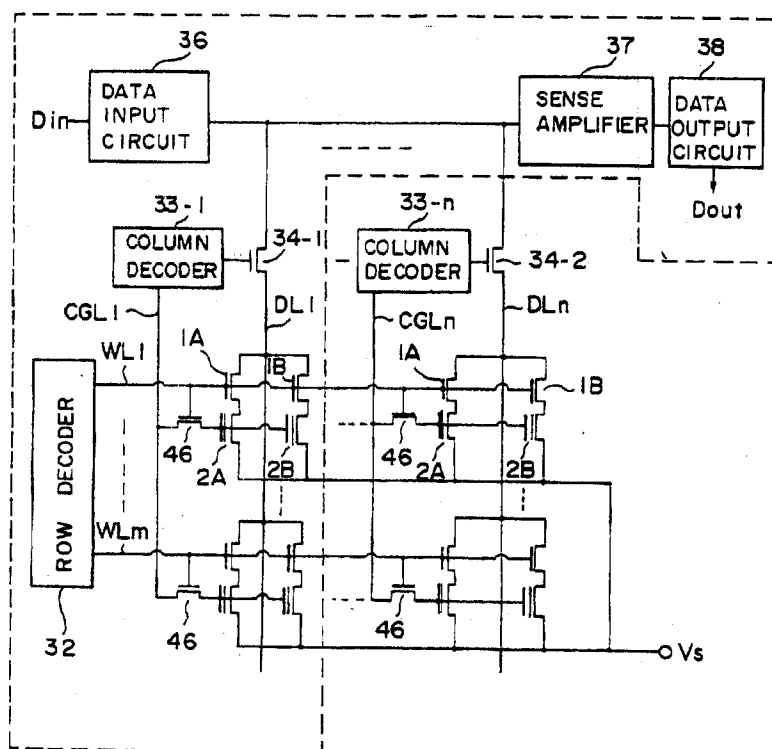 36
37
38
DATA
INPUT
CIRCUIT
SENSE
AMPLIFIER
DATA
OUTPUT
CIRCUIT
Din
Dout
33-1
33-n
COLUMN
DECODER
34-1
COLUMN
DECODER
34-2
CGL1
DL1
CGLn
DLn
1A
1B
1A
1B
WL1
46
2A
2B
46
2A
2B
ROW DECODER
WLm
46
46
32
Vs